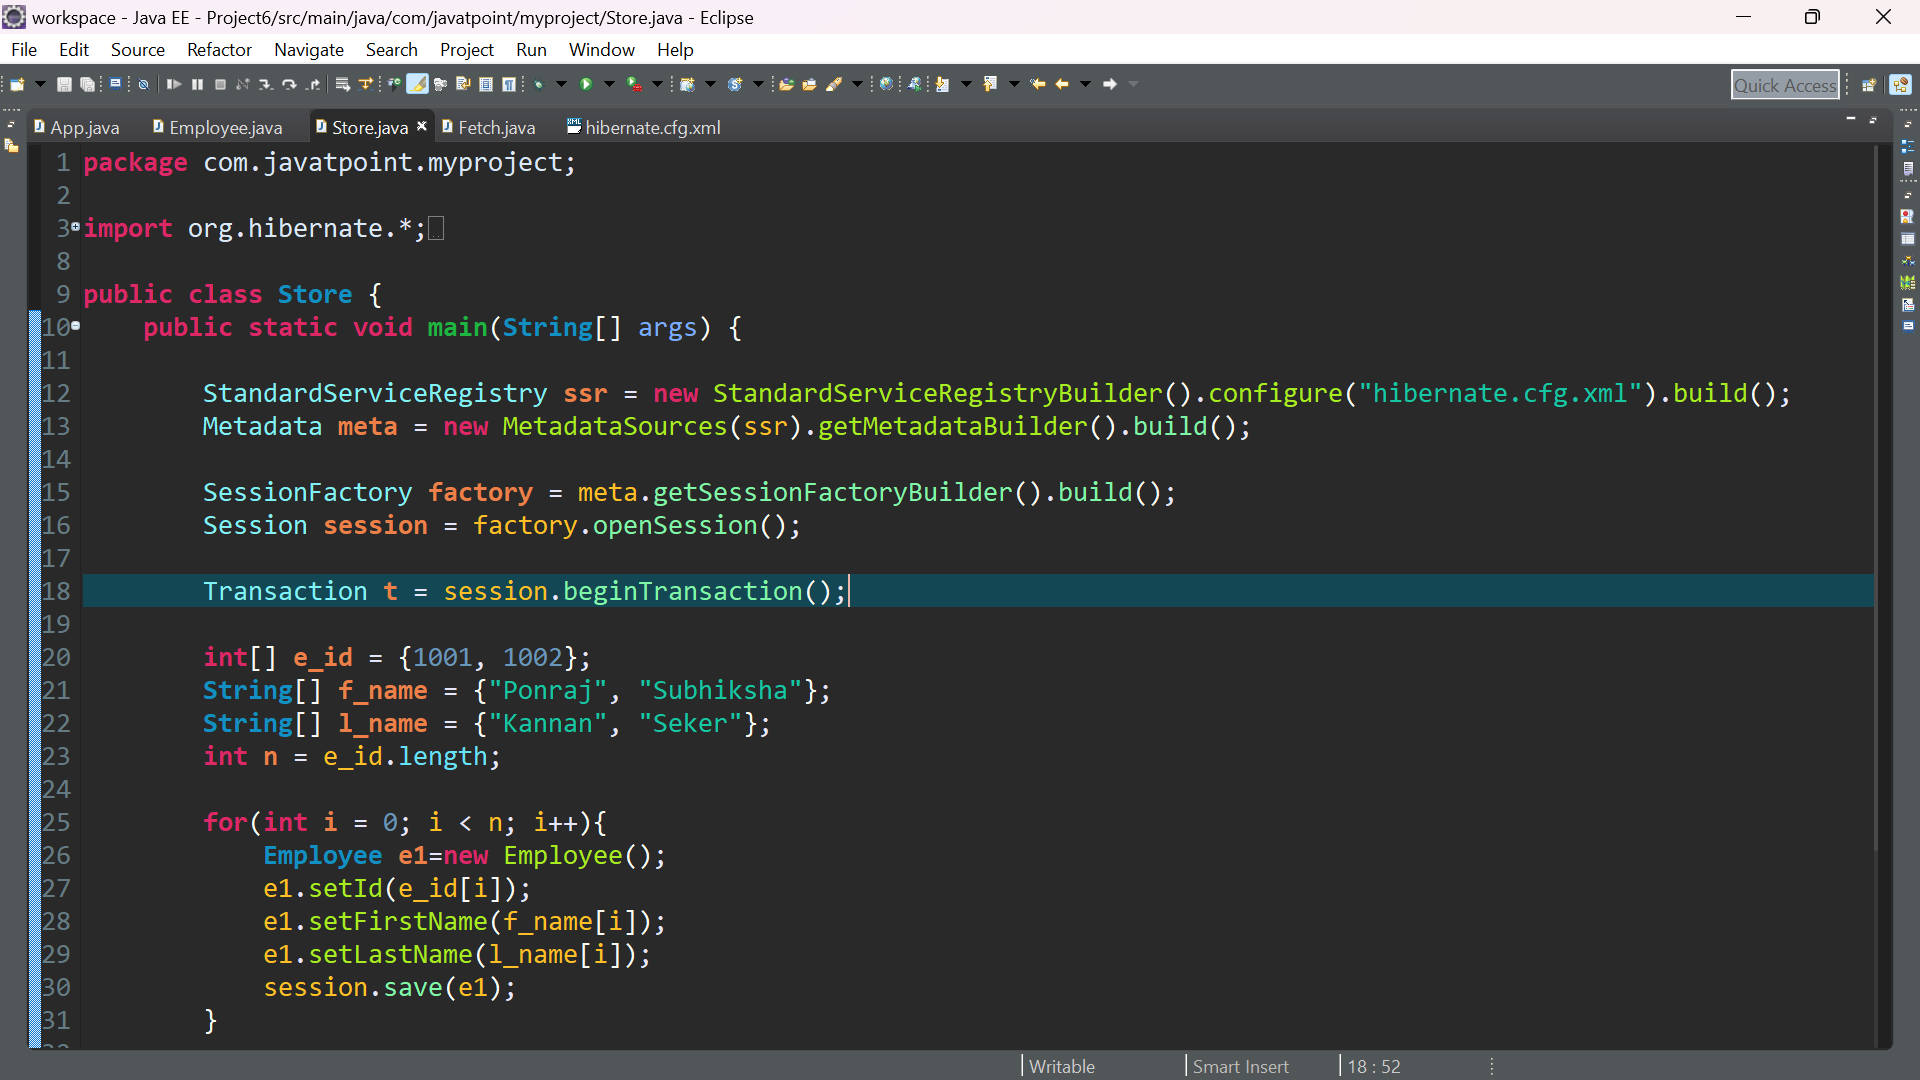 workspace - Java EE - Project6/src/main/java/com/javatpoint/myproject/Store.java - Eclipse
File Edit Source Refactor Navigate Search Project Run Window Help
Quick Access
App.java Employee.java Store.java Fetch.java hibernate.cfg.xml
1 package com.javatpoint.myproject;
2
3 import org.hibernate.*;
8
9 public class Store {
10 public static void main(String[] args) {
11
12 StandardServiceRegistry ssr = new StandardServiceRegistryBuilder().configure("hibernate.cfg.xml").build();
13 Metadata meta = new MetadataSources(ssr).getMetadataBuilder().build();
14
15 SessionFactory factory = meta.getSessionFactoryBuilder().build();
16 Session session = factory.openSession();
17
18 Transaction t = session.beginTransaction();
19
20 int[] e_id = {1001, 1002};
21 String[] f_name = {"Ponraj", "Subhiksha"};
22 String[] l_name = {"Kannan", "Seker"};
23 int n = e_id.length;
24
25 for(int i = 0; i < n; i++){
26 Employee e1=new Employee();
27 e1.setId(e_id[i]);
28 e1.setFirstName(f_name[i]);
29 e1.setLastName(l_name[i]);
30 session.save(e1);
31 }
Writable Smart Insert 18 : 52